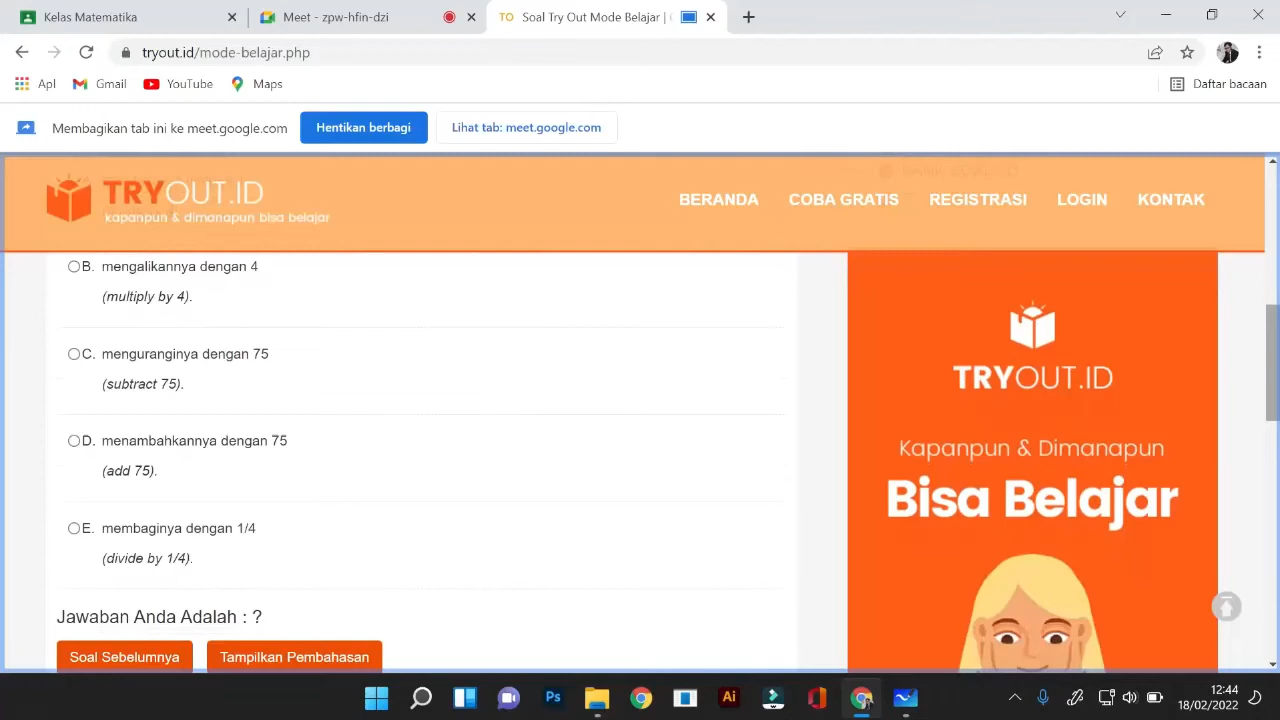 Kelas Matematika
Meet - zpw-hfin-dzi
TO Soal Try Out Mode Belajar | (
tryout.id/mode-belajar.php
Apl
Gmail
YouTube
Maps
Daftar bacaan
Membagikan tab ini ke meet.google.com
Hentikan berbagi
Lihat tab: meet.google.com
TRYOUT.ID
kapanpun & dimanapun bisa belajar
BERANDA
COBA GRATIS
REGISTRASI
LOGIN
KONTAK
B. mengalikannya dengan 4
(multiply by 4).
C. menguranginya dengan 75
(subtract 75).
D. menambahkannya dengan 75
(add 75).
E. membaginya dengan 1/4
(divide by 1/4).
Jawaban Anda Adalah : ?
Soal Sebelumnya
Tampilkan Pembahasan
TRYOUT.ID
Kapanpun & Dimanapun
Bisa Belajar
Ps
Ai
12:44
18/02/2022